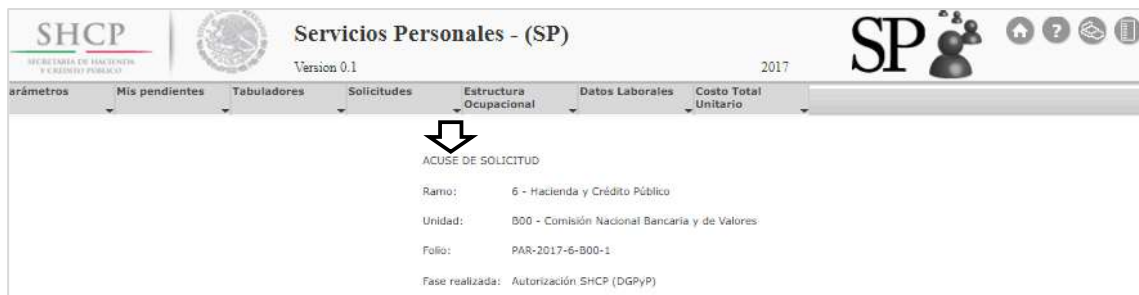 SHCP
SECRETARÍA DE HACIENDA
Y CRÉDITO PÚBLICO
Servicios Personales - (SP)
Version 0.1
2017
SP
arámetros
Mis pendientes
Tabuladores
Solicitudes
Estructura
Ocupacional
Datos Laborales
Costo Total
Unitario
ACUSE DE SOLICITUD
Ramo: 6 - Hacienda y Crédito Público
Unidad: B00 - Comisión Nacional Bancaria y de Valores
Folio: PAR-2017-6-B00-1
Fase realizada: Autorización SHCP (DGPyP)